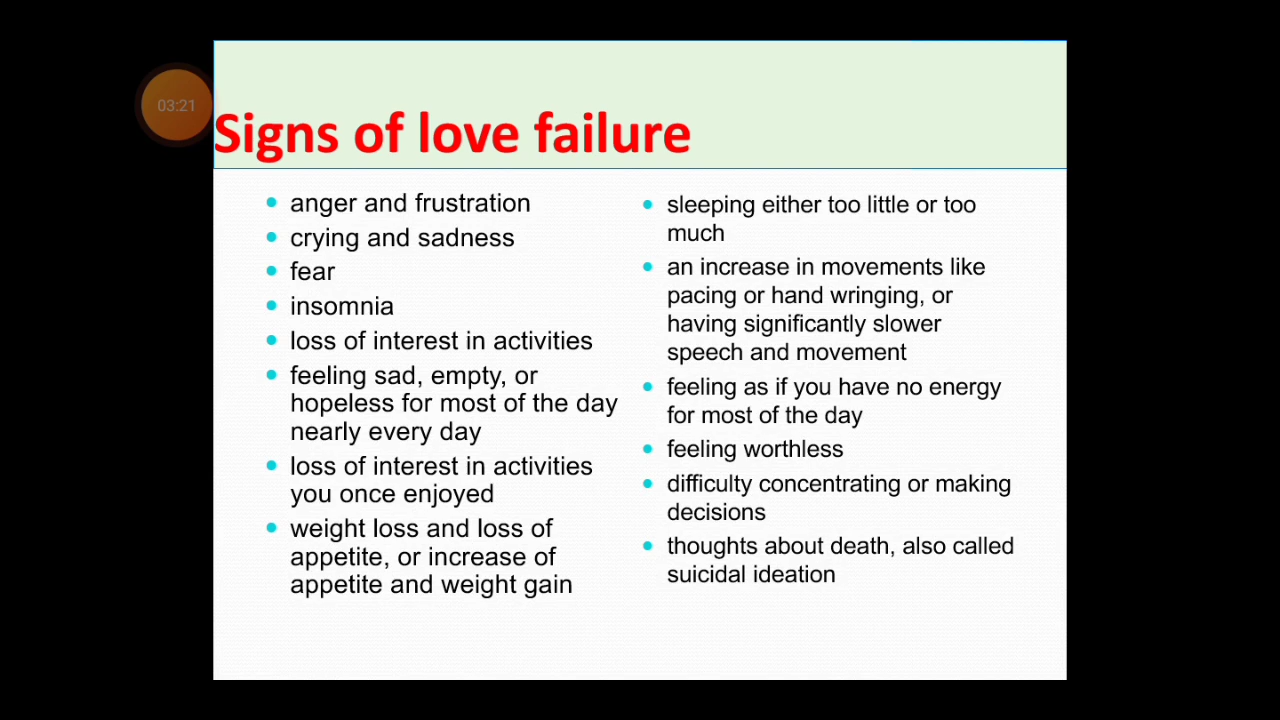 03:21
Signs of love failure
anger and frustration
crying and sadness
fear
insomnia
loss of interest in activities
feeling sad, empty, or
hopeless for most of the day
nearly every day
loss of interest in activities
you once enjoyed
weight loss and loss of
appetite, or increase of
appetite and weight gain
sleeping either too little or too
much
an increase in movements like
pacing or hand wringing, or
having significantly slower
speech and movement
feeling as if you have no energy
for most of the day
feeling worthless
difficulty concentrating or making
decisions
thoughts about death, also called
suicidal ideation